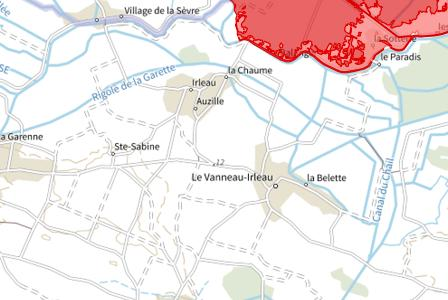 Village de la Sèvre
le Paradis
la Chaume
Rigole de la Garette
Irleau
Auzille
la Garenne
Ste-Sabine
12
Le Vanneau-Irleau
la Belette
Canal du Chail
SE